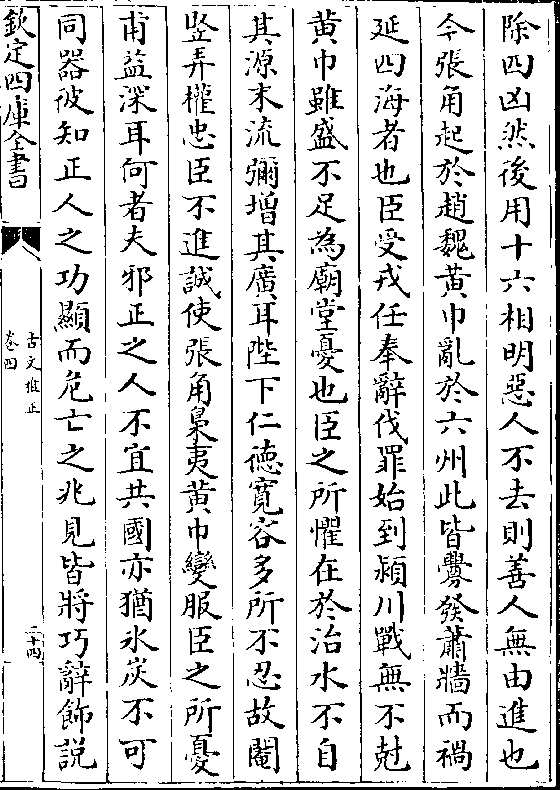 除四凶然後用十六相明惡人不去則善人無由進也
今張角起於趙魏黃巾亂於六州此皆釁發蕭牆而禍
延四海者也臣受戎任奉辭伐罪始到潁川戰無不尅
黃巾雖盛不足為廟堂憂也臣之所懼在於治水不自
其源末流彌增其廣耳陛下仁德寛容多所不忍故閹
竪弄權忠臣不進誠使張角梟夷黃巾變服臣之所憂
甫益深耳何者夫邪正之人不宜共國亦猶氷炭不可
同器彼知正人之功顯而危亡之兆見皆將巧辭飾説
欽定四庫全書
古文雅正
卷四
二十四